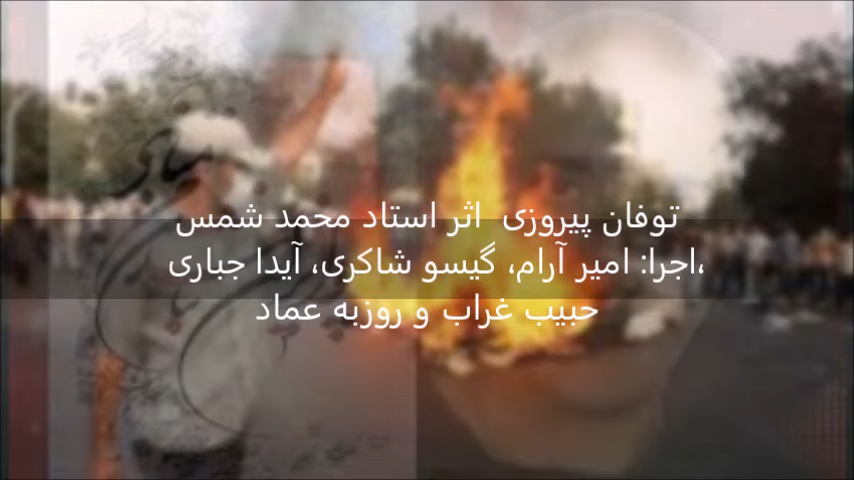 توفان پیروزی اثر استاد محمد شمس
اجرا: امیر آرام، گیسو شاکری، آیدا جباری،
حبیب غراب و روزبه عماد